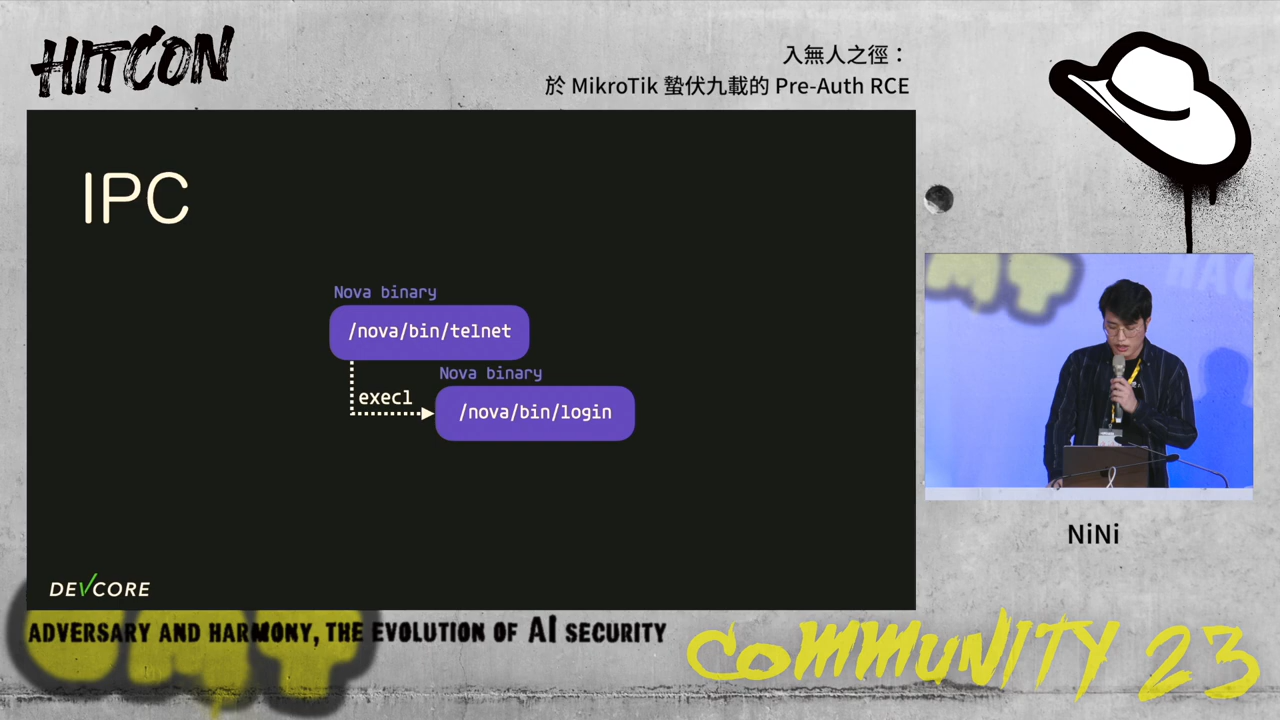 HITCON
入無人之徑：
於 MikroTik 蟄伏九載的 Pre-Auth RCE
IPC
Nova binary
/nova/bin/telnet
Nova binary
execl
/nova/bin/login
DEVCORE
NiNi
ADVERSARY AND HARMONY, THE EVOLUTION OF AI SECURITY
COMMUNITY 23